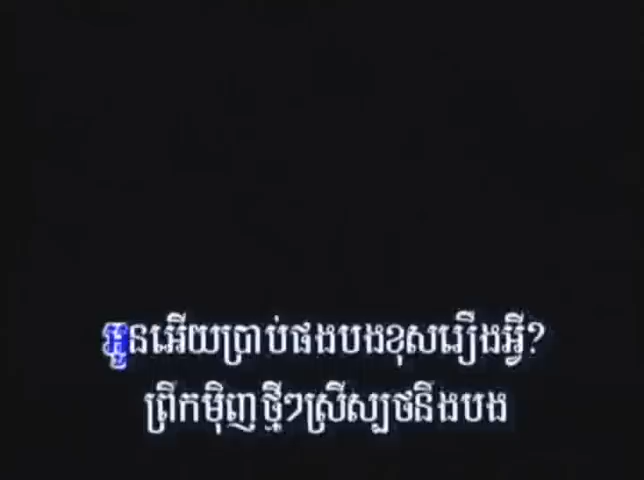 អូនអើយប្រាប់ផងបងខុសរឿងអ្វី?
ព្រឹកម៉ិញថ្មីៗស្រីស្បថនឹងបង